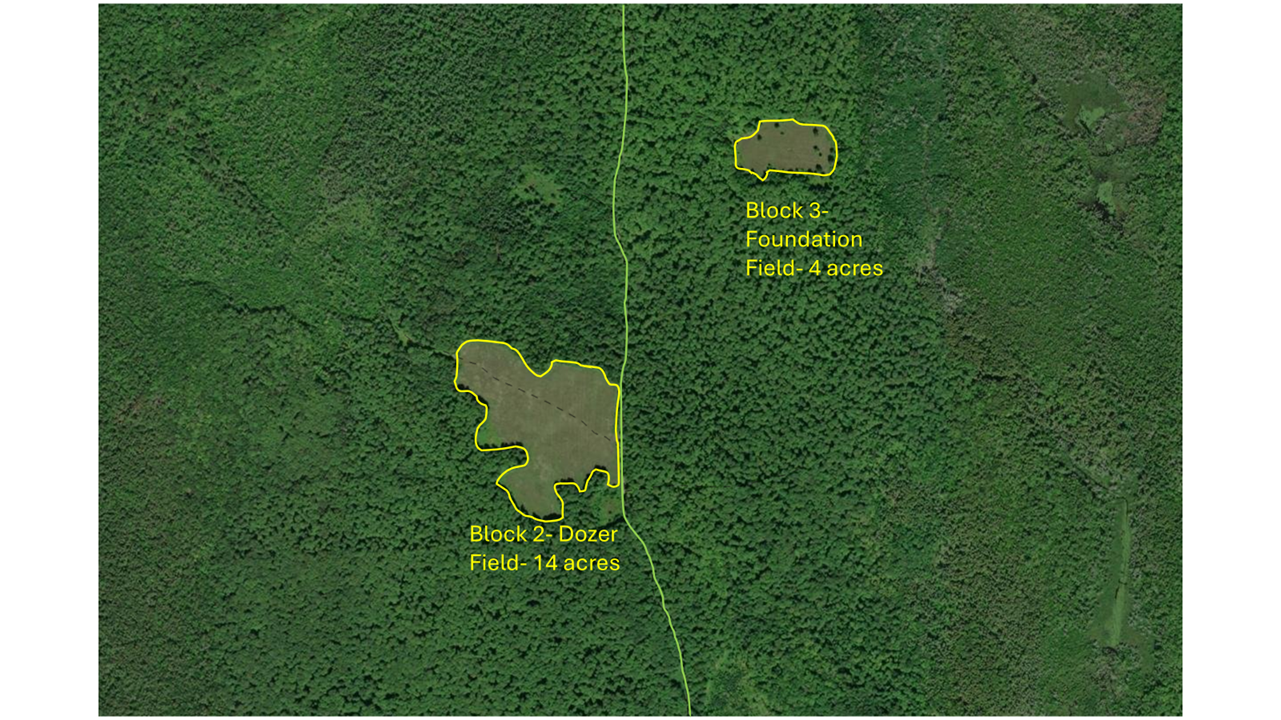 Block 3-
Foundation
Field- 4 acres
Block 2- Dozer
Field- 14 acres